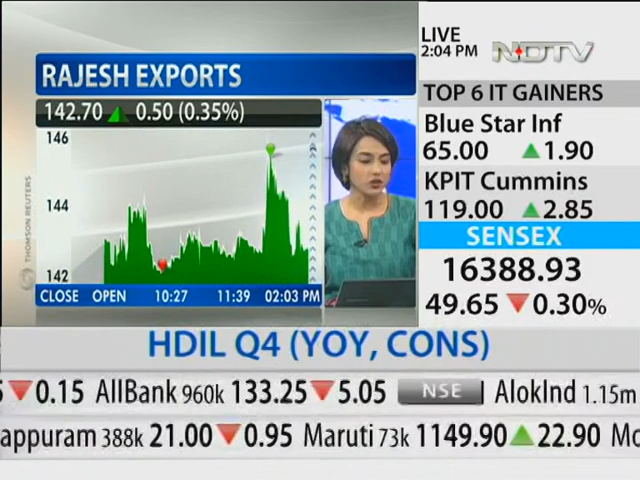 RAJESH EXPORTS
142.70 ▲ 0.50 (0.35%)
146
144
142
THOMSON REUTERS
CLOSE OPEN 10:27 11:39 02:03 PM
LIVE
2:04 PM
NDTV
TOP 6 IT GAINERS
Blue Star Inf
65.00 ▲ 1.90
KPIT Cummins
119.00 ▲ 2.85
SENSEX
16388.93
49.65 ▼ 0.30%
HDIL Q4 (YOY, CONS)
▼ 0.15 AllBank 960k 133.25 ▼ 5.05 NSE AlokInd 1.15m
appuram 388k 21.00 ▼ 0.95 Maruti 73k 1149.90 ▲ 22.90 Mo